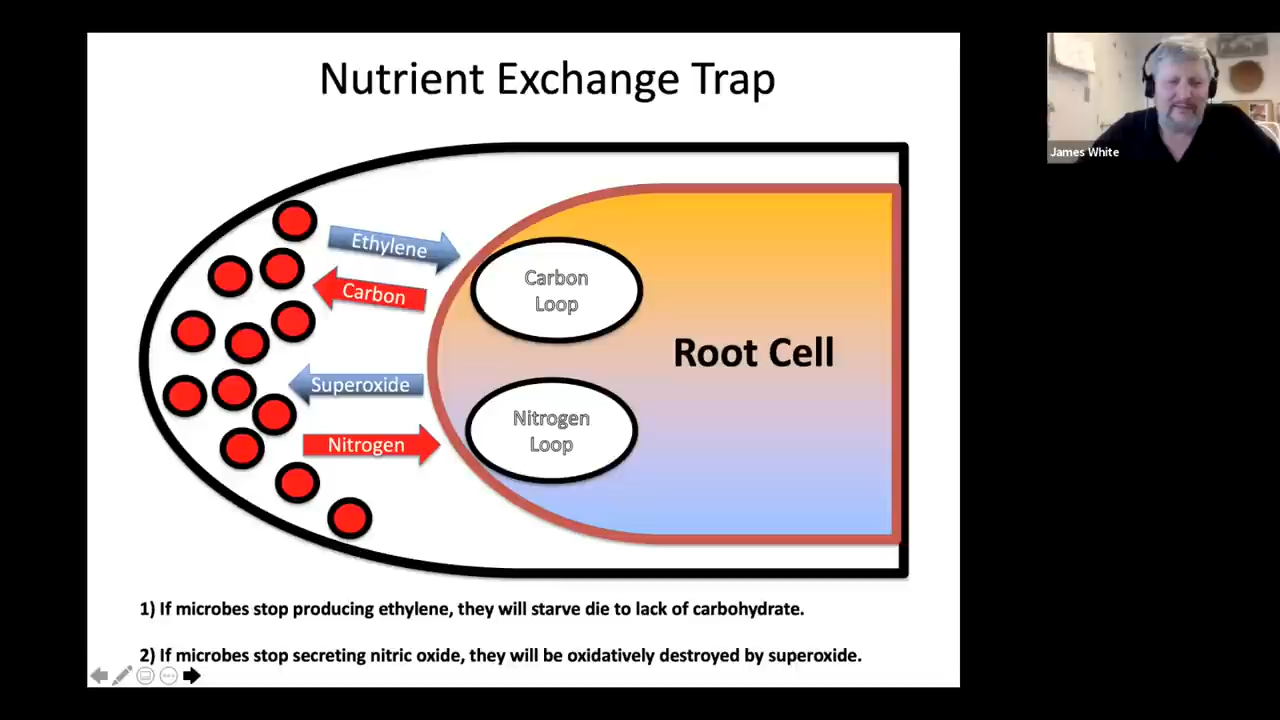 Nutrient Exchange Trap
James White
Ethylene
Carbon
Carbon
Loop
Root Cell
Superoxide
Nitrogen
Nitrogen
Loop
1) If microbes stop producing ethylene, they will starve die to lack of carbohydrate.
2) If microbes stop secreting nitric oxide, they will be oxidatively destroyed by superoxide.